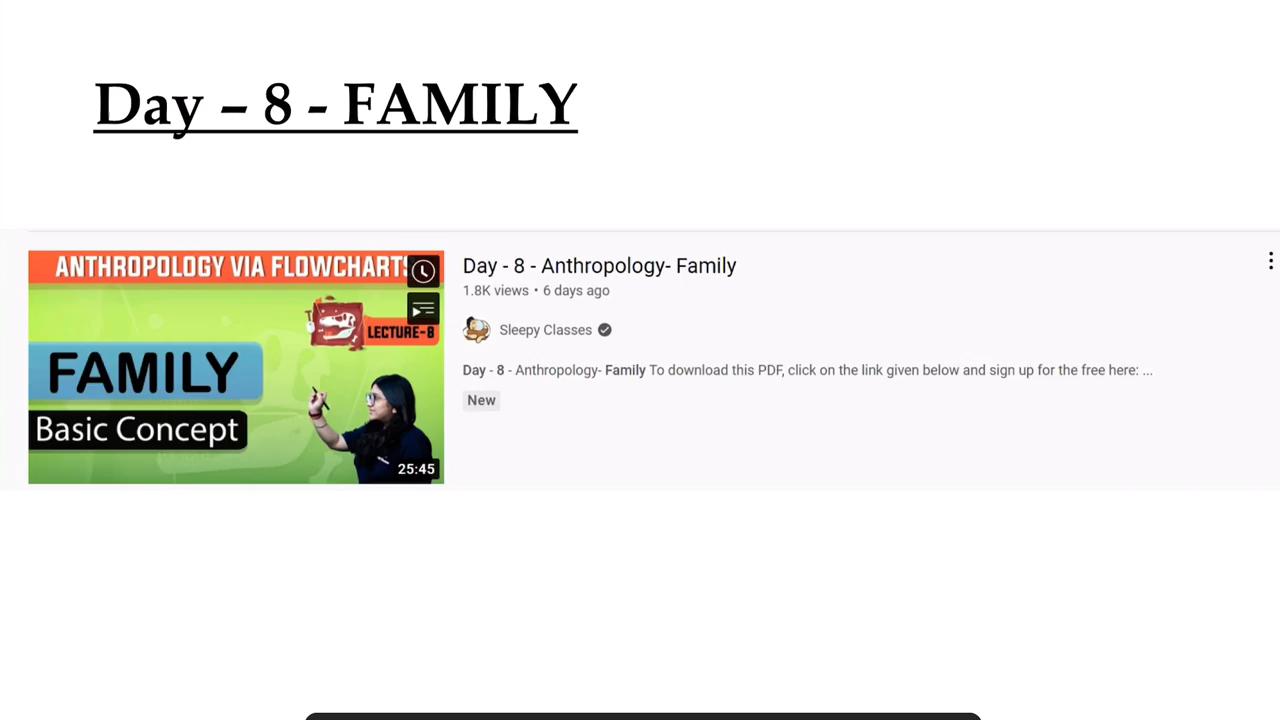 Day – 8 - FAMILY
ANTHROPOLOGY VIA FLOWCHARTS
LECTURE-8
FAMILY
Basic Concept
25:45
Day - 8 - Anthropology- Family
1.8K views • 6 days ago
Sleepy Classes
Day - 8 - Anthropology- Family To download this PDF, click on the link given below and sign up for the free here: ...
New